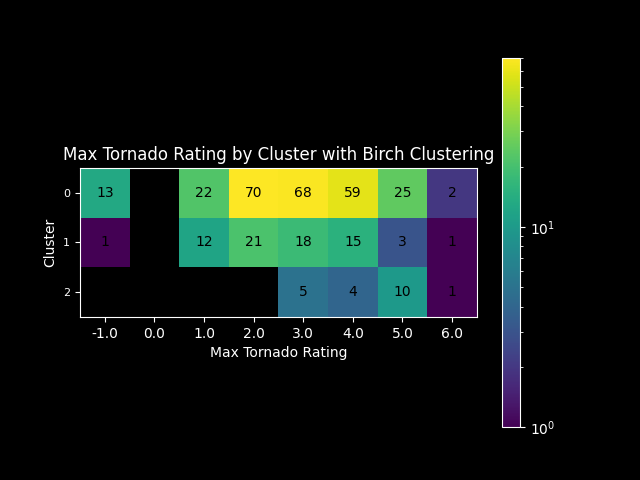 Max Tornado Rating by Cluster with Birch Clustering
0 13 22 70 68 59 25 2
1 1 12 21 18 15 3 1
2 5 4 10 1
-1.0 0.0 1.0 2.0 3.0 4.0 5.0 6.0
Max Tornado Rating
Cluster
10¹
10⁰